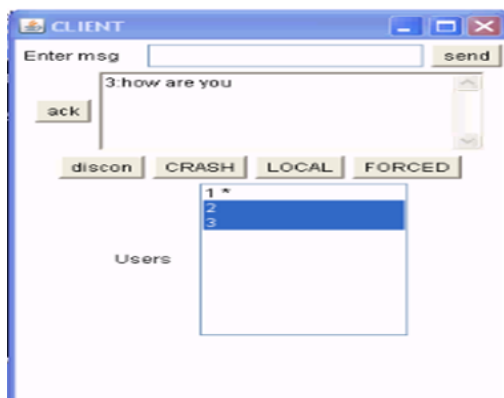 CLIENT
Enter msg send
3:how are you
ack
discon CRASH LOCAL FORCED
1 *
2
3
Users